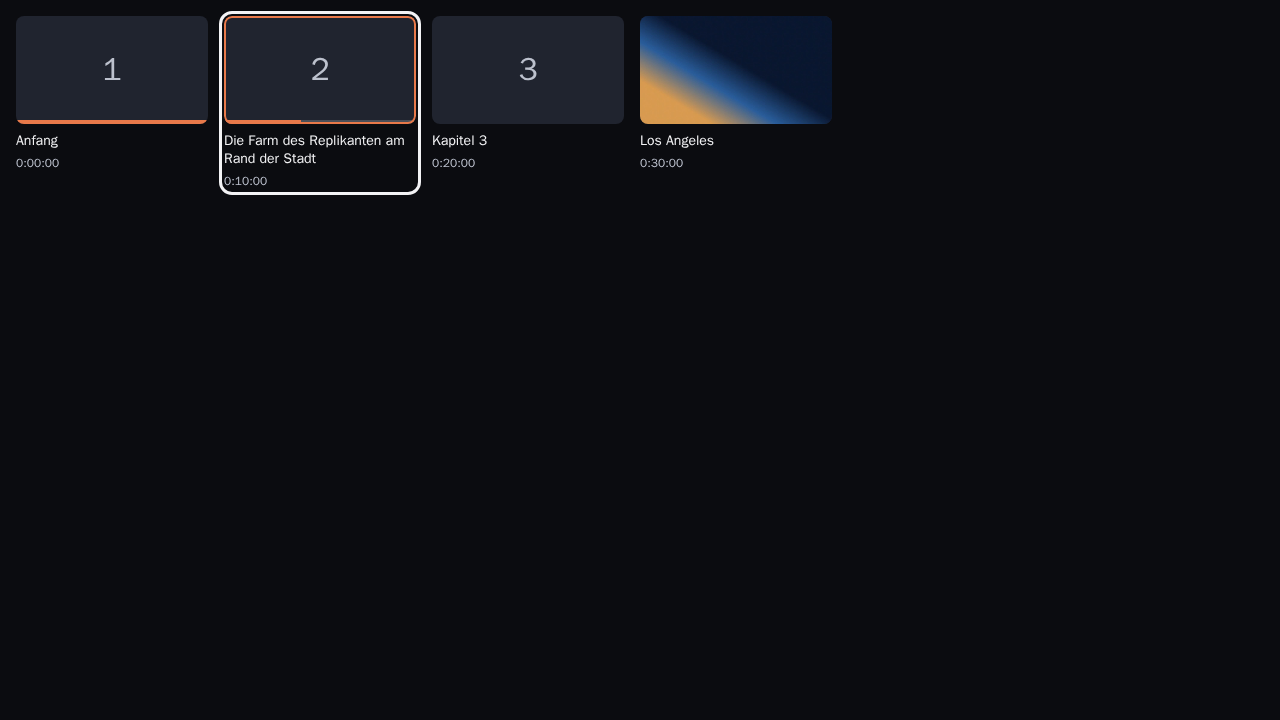 1
Anfang
0:00:00
2
Die Farm des Replikanten am
Rand der Stadt
0:10:00
3
Kapitel 3
0:20:00
Los Angeles
0:30:00